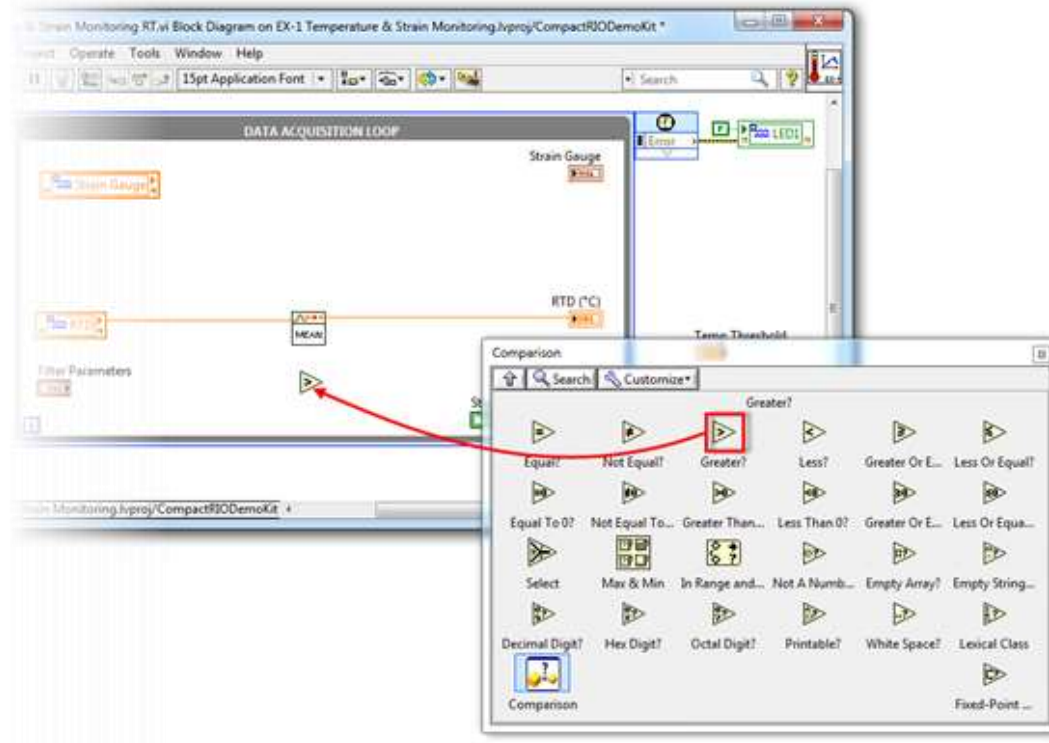 Strain Monitoring RT.vi Block Diagram on EX-1 Temperature & Strain Monitoring.lvproj/CompactRIODemoKit *
Project Operate Tools Window Help
15pt Application Font
Search
DATA ACQUISITION LOOP
Error
LED1
Strain Gauge
Strain Gauge
RTD (°C)
RTD
MEAN
Temp Threshold
Filter Parameters
i
Monitoring.lvproj/CompactRIODemoKit
Comparison
Search Customize
Greater?
Equal? Not Equal? Greater? Less? Greater Or E... Less Or Equal?
Equal To 0? Not Equal To... Greater Than... Less Than 0? Greater Or E... Less Or Equa...
Select Max & Min In Range and... Not A Numb... Empty Array? Empty String...
Decimal Digit? Hex Digit? Octal Digit? Printable? White Space? Lexical Class
Comparison Fixed-Point ...